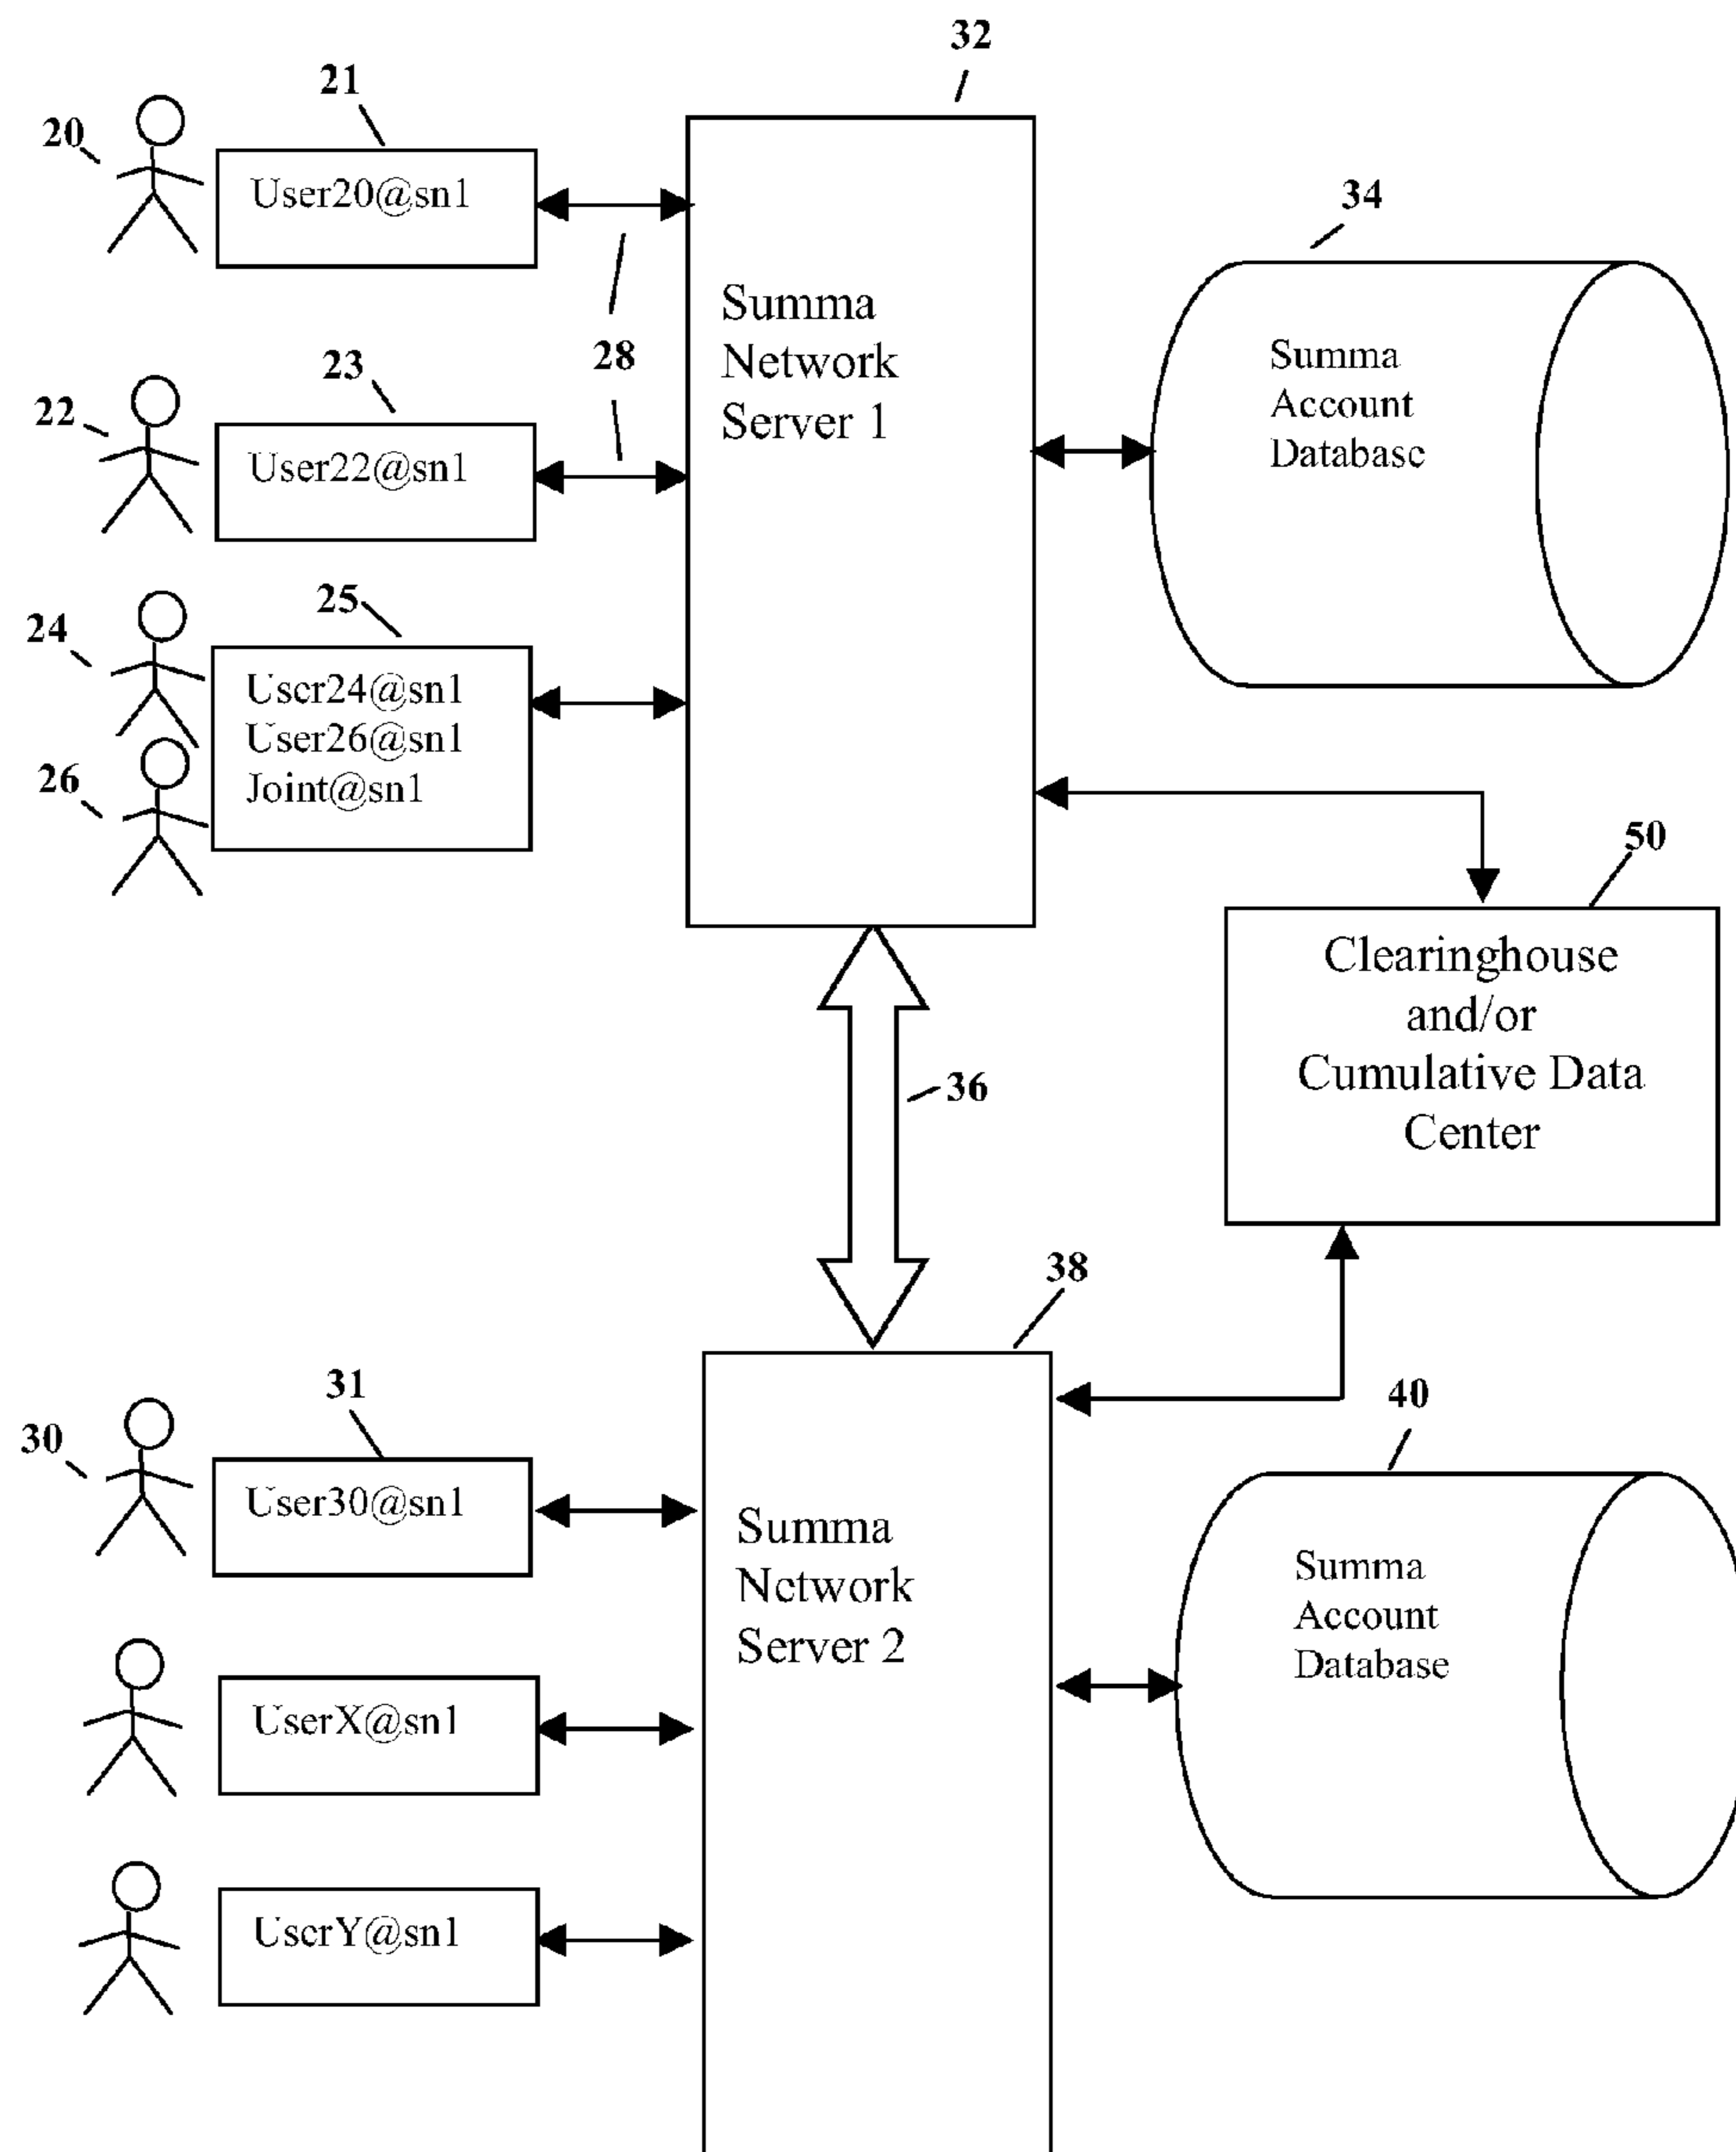 32
21
20
User20@sn1
34
Summa
Network
Server 1
28
23
22
User22@sn1
Summa
Account
Database
25
24
User24@sn1
User26@sn1
Joint@sn1
26
50
Clearinghouse
and/or
Cumulative Data
Center
36
38
31
30
User30@sn1
40
Summa
Network
Server 2
Summa
Account
Database
UserX@sn1
UserY@sn1